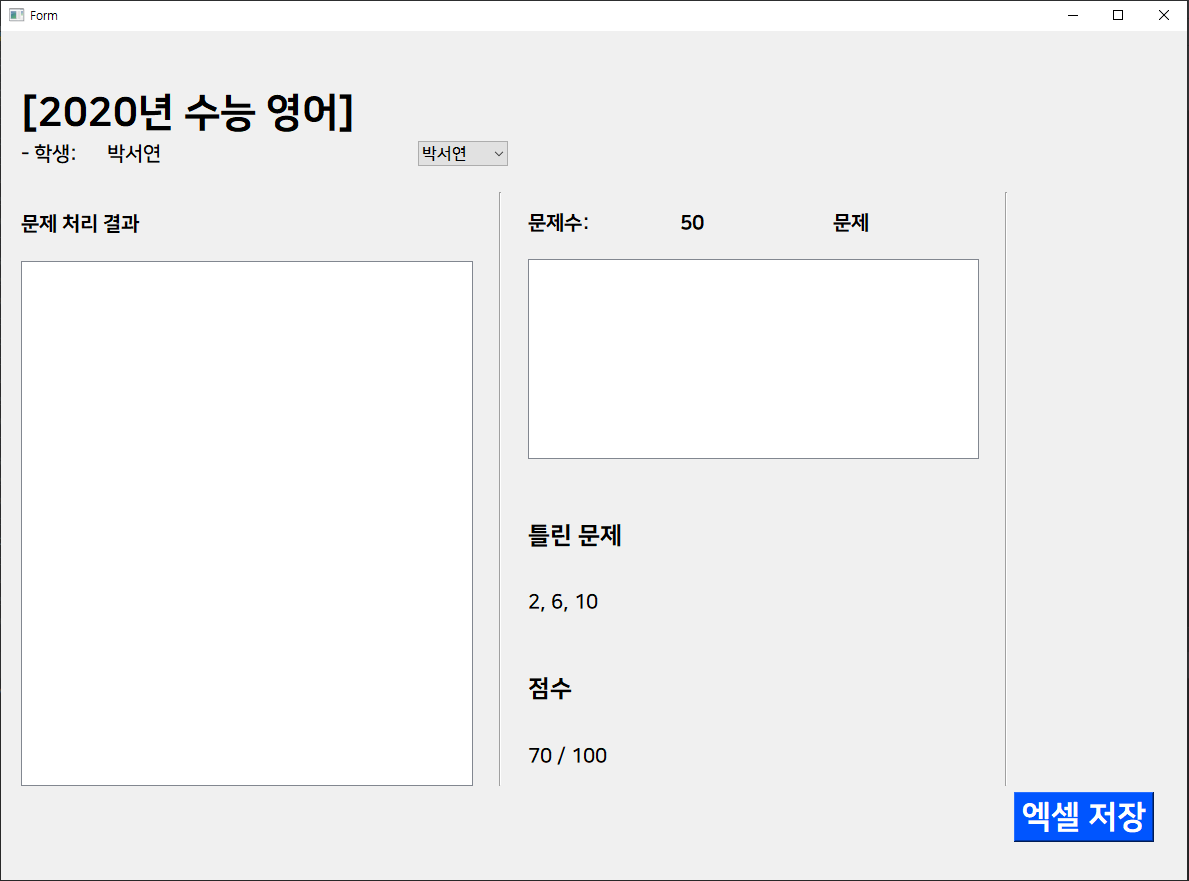 Form
[2020년 수능 영어]
- 학생: 박서연 박서연
문제 처리 결과
문제수: 50 문제
틀린 문제
2, 6, 10
점수
70 / 100
엑셀 저장